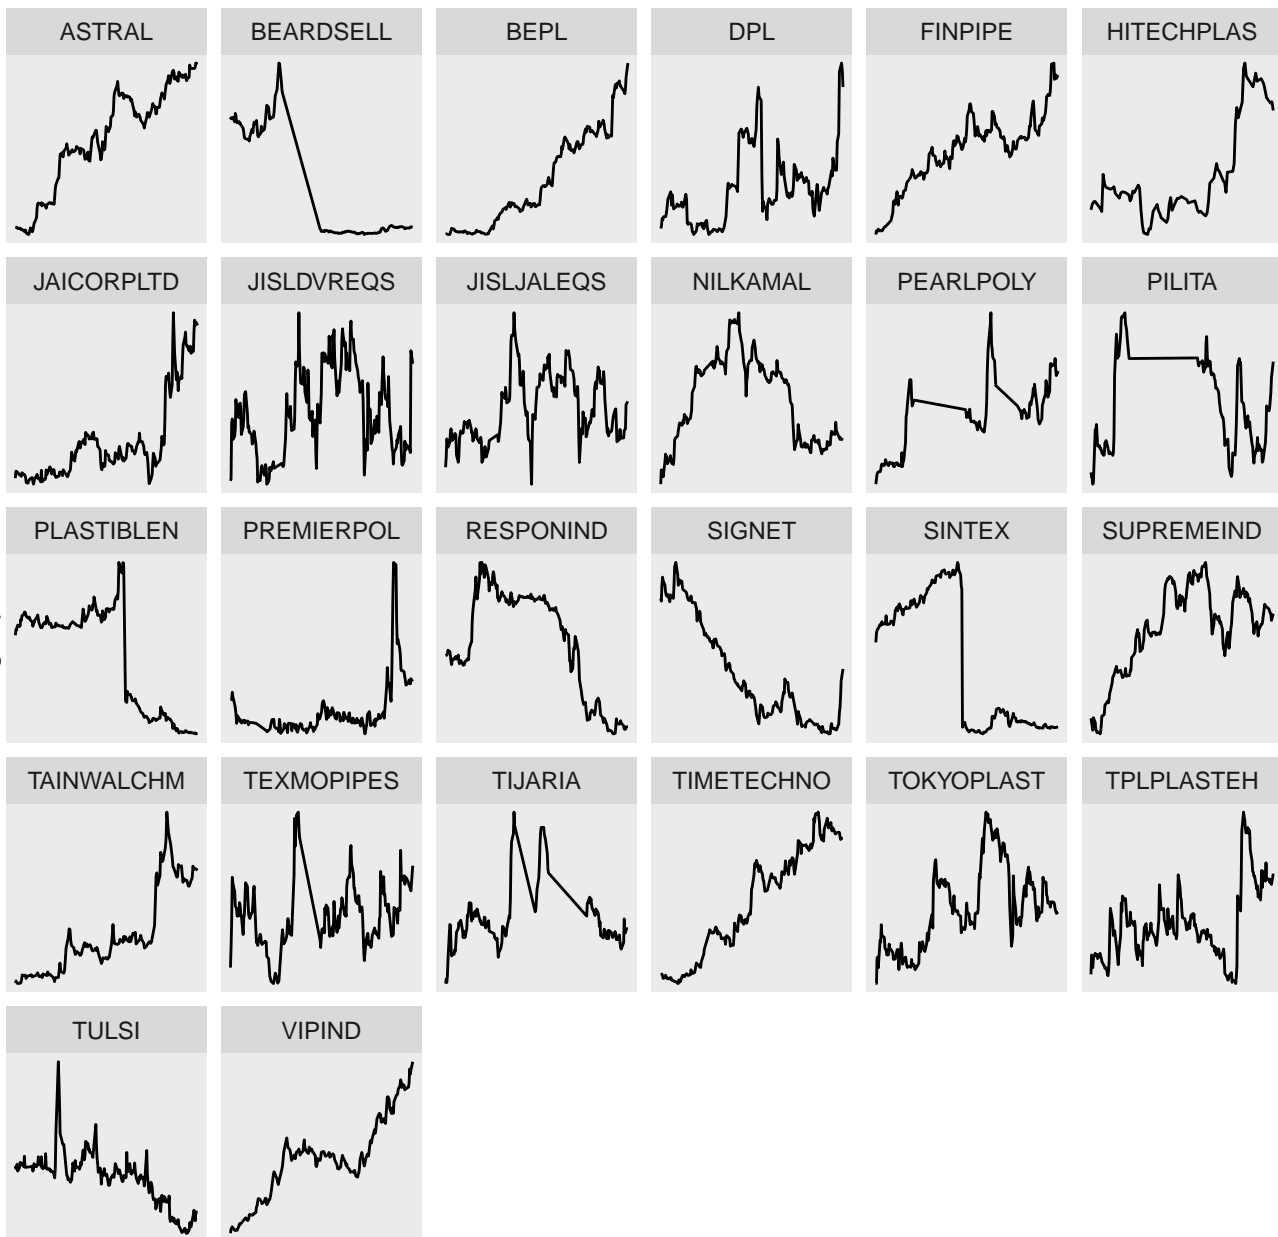 ASTRAL BEARDSELL BEPL DPL FINPIPE HITECHPLAS
JAICORPLTD JISLDVREQS JISLJALEQS NILKAMAL PEARLPOLY PILITA
PLASTIBLEN PREMIERPOL RESPONIND SIGNET SINTEX SUPREMEIND
TAINWALCHM TEXMOPIPES TIJARIA TIMETECHNO TOKYOPLAST TPLPLASTEH
TULSI VIPIND